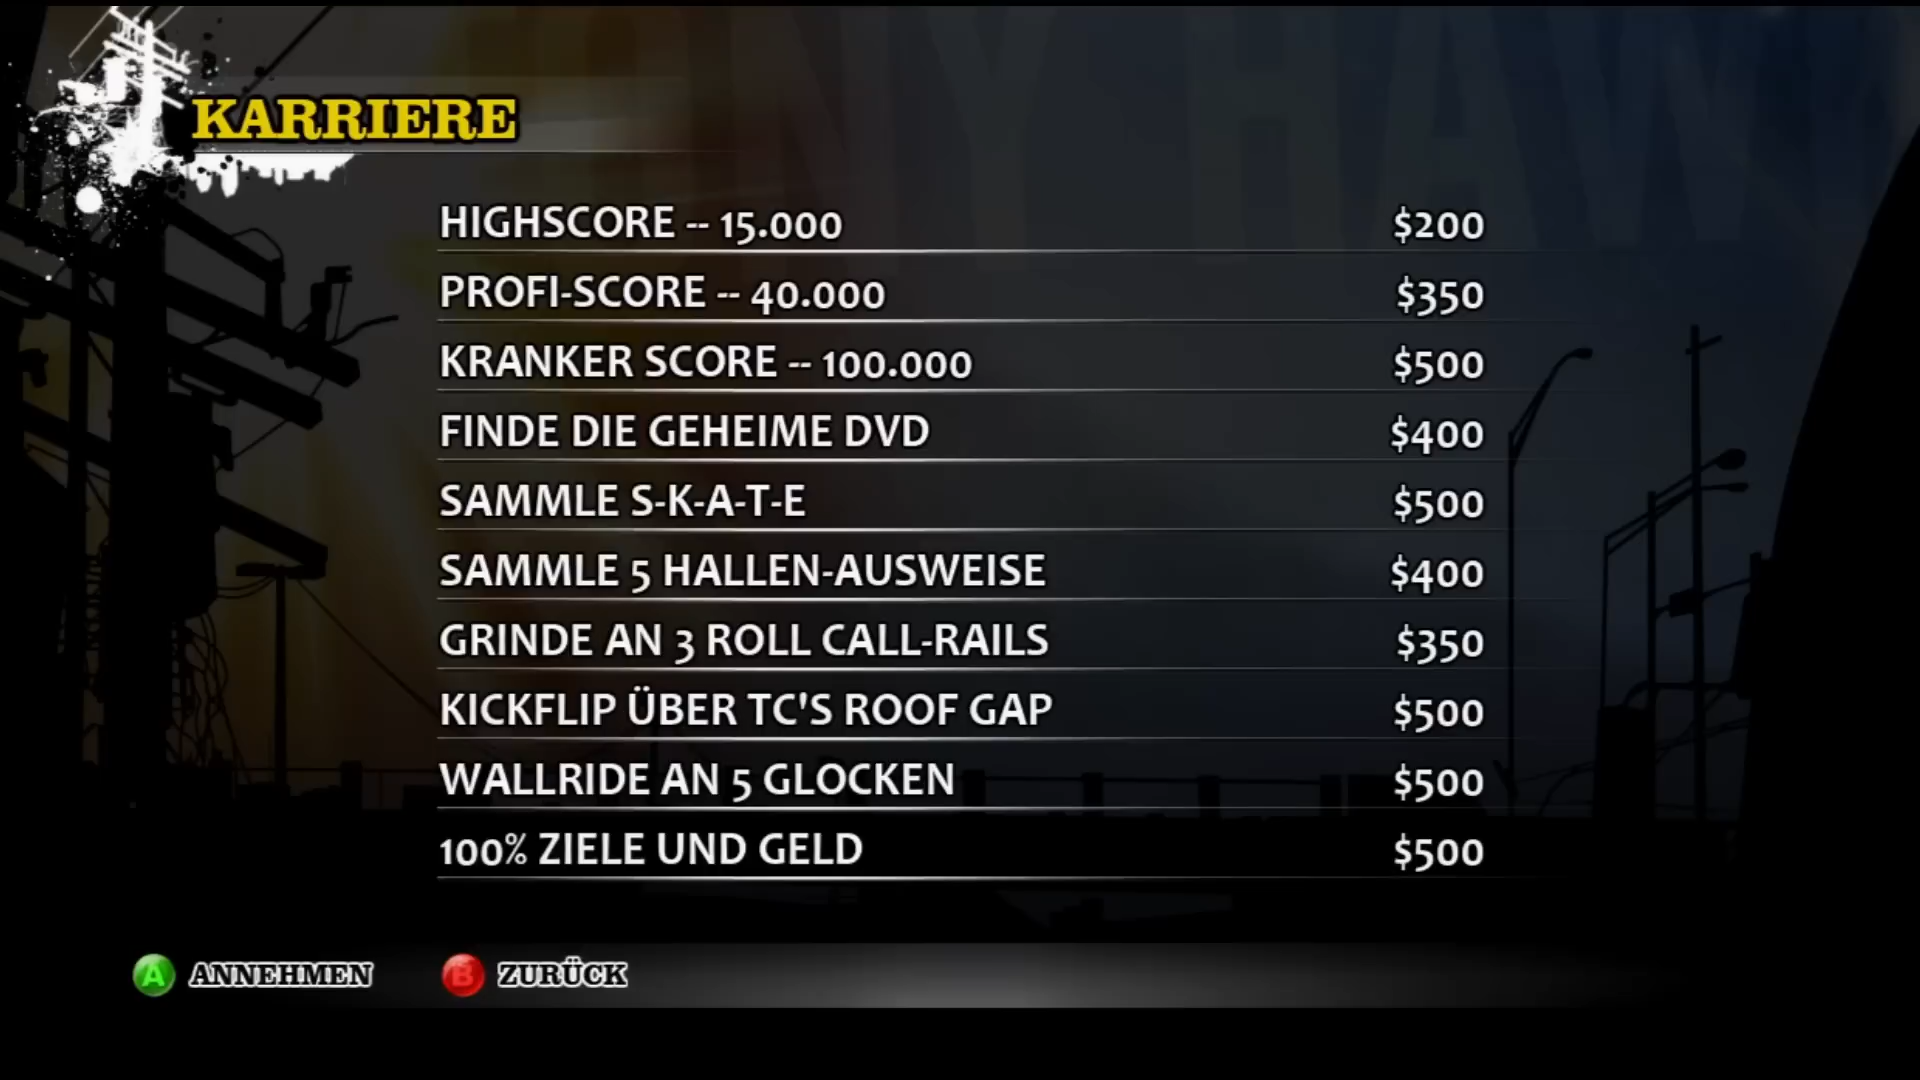 KARRIERE
HIGHSCORE -- 15.000 $200
PROFI-SCORE -- 40.000 $350
KRANKER SCORE -- 100.000 $500
FINDE DIE GEHEIME DVD $400
SAMMLE S-K-A-T-E $500
SAMMLE 5 HALLEN-AUSWEISE $400
GRINDE AN 3 ROLL CALL-RAILS $350
KICKFLIP ÜBER TC'S ROOF GAP $500
WALLRIDE AN 5 GLOCKEN $500
100% ZIELE UND GELD $500
A ANNEHMEN B ZURÜCK